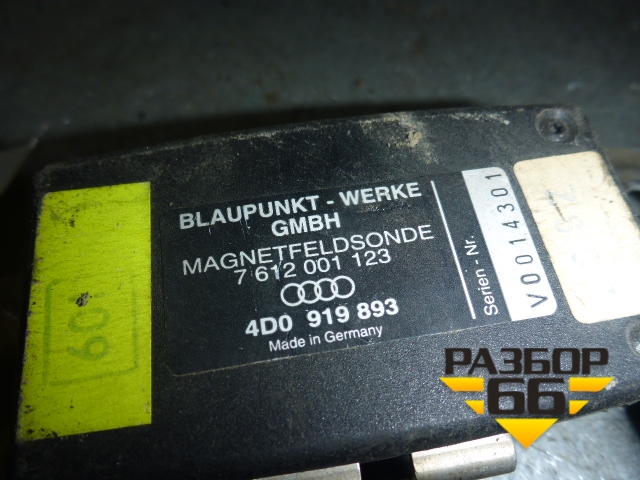 BLAUPUNKT - WERKE
GMBH
MAGNETFELDSONDE
7 612 001 123
4D0 919 893
Made in Germany
Serien - Nr.
V0014301
60
РАЗБОР
66